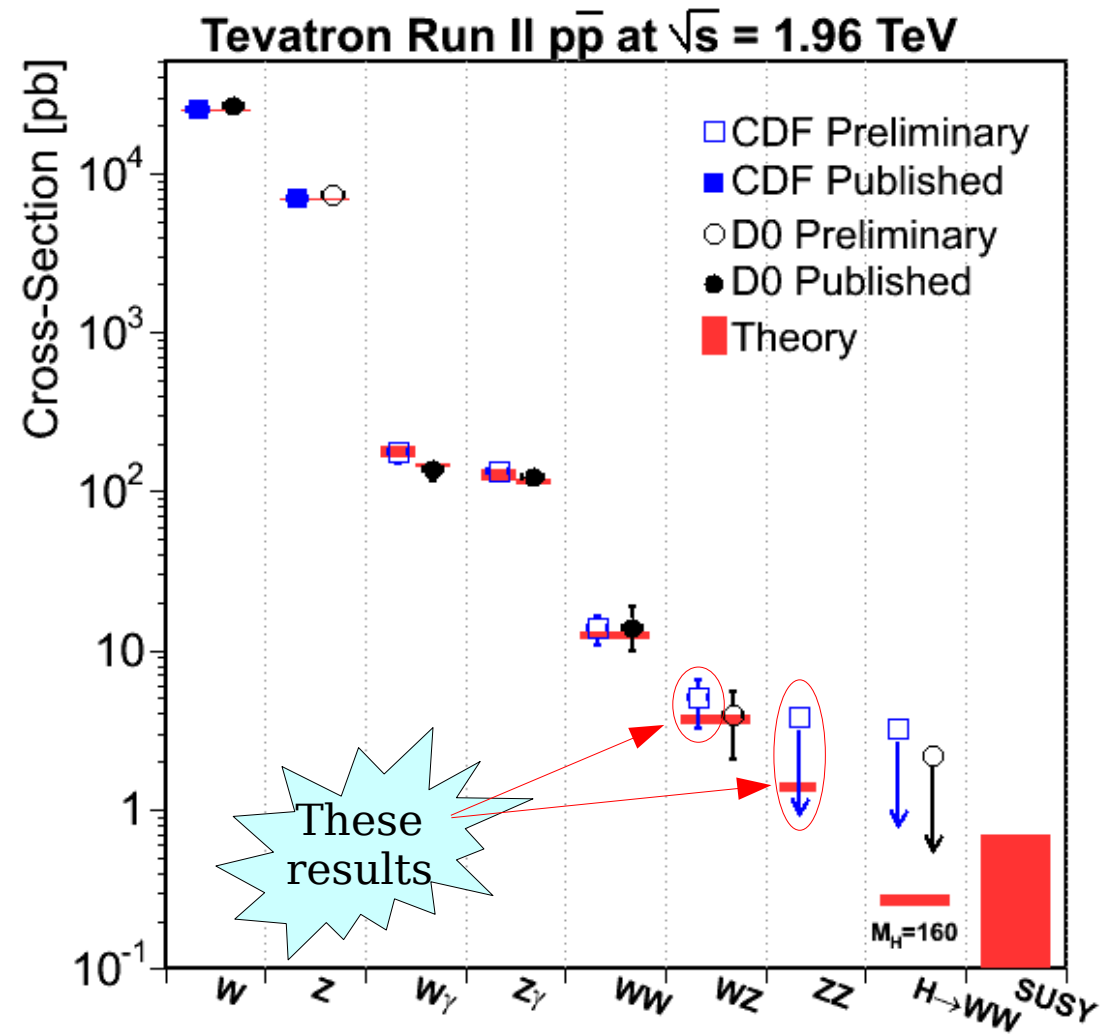 Tevatron Run II pp̅ at √s = 1.96 TeV
Cross-Section [pb]
10⁴
10³
10²
10
1
10⁻¹
CDF Preliminary
CDF Published
D0 Preliminary
D0 Published
Theory
These
results
M_H=160
W
Z
Wγ
Zγ
WW
WZ
ZZ
H→WW
SUSY